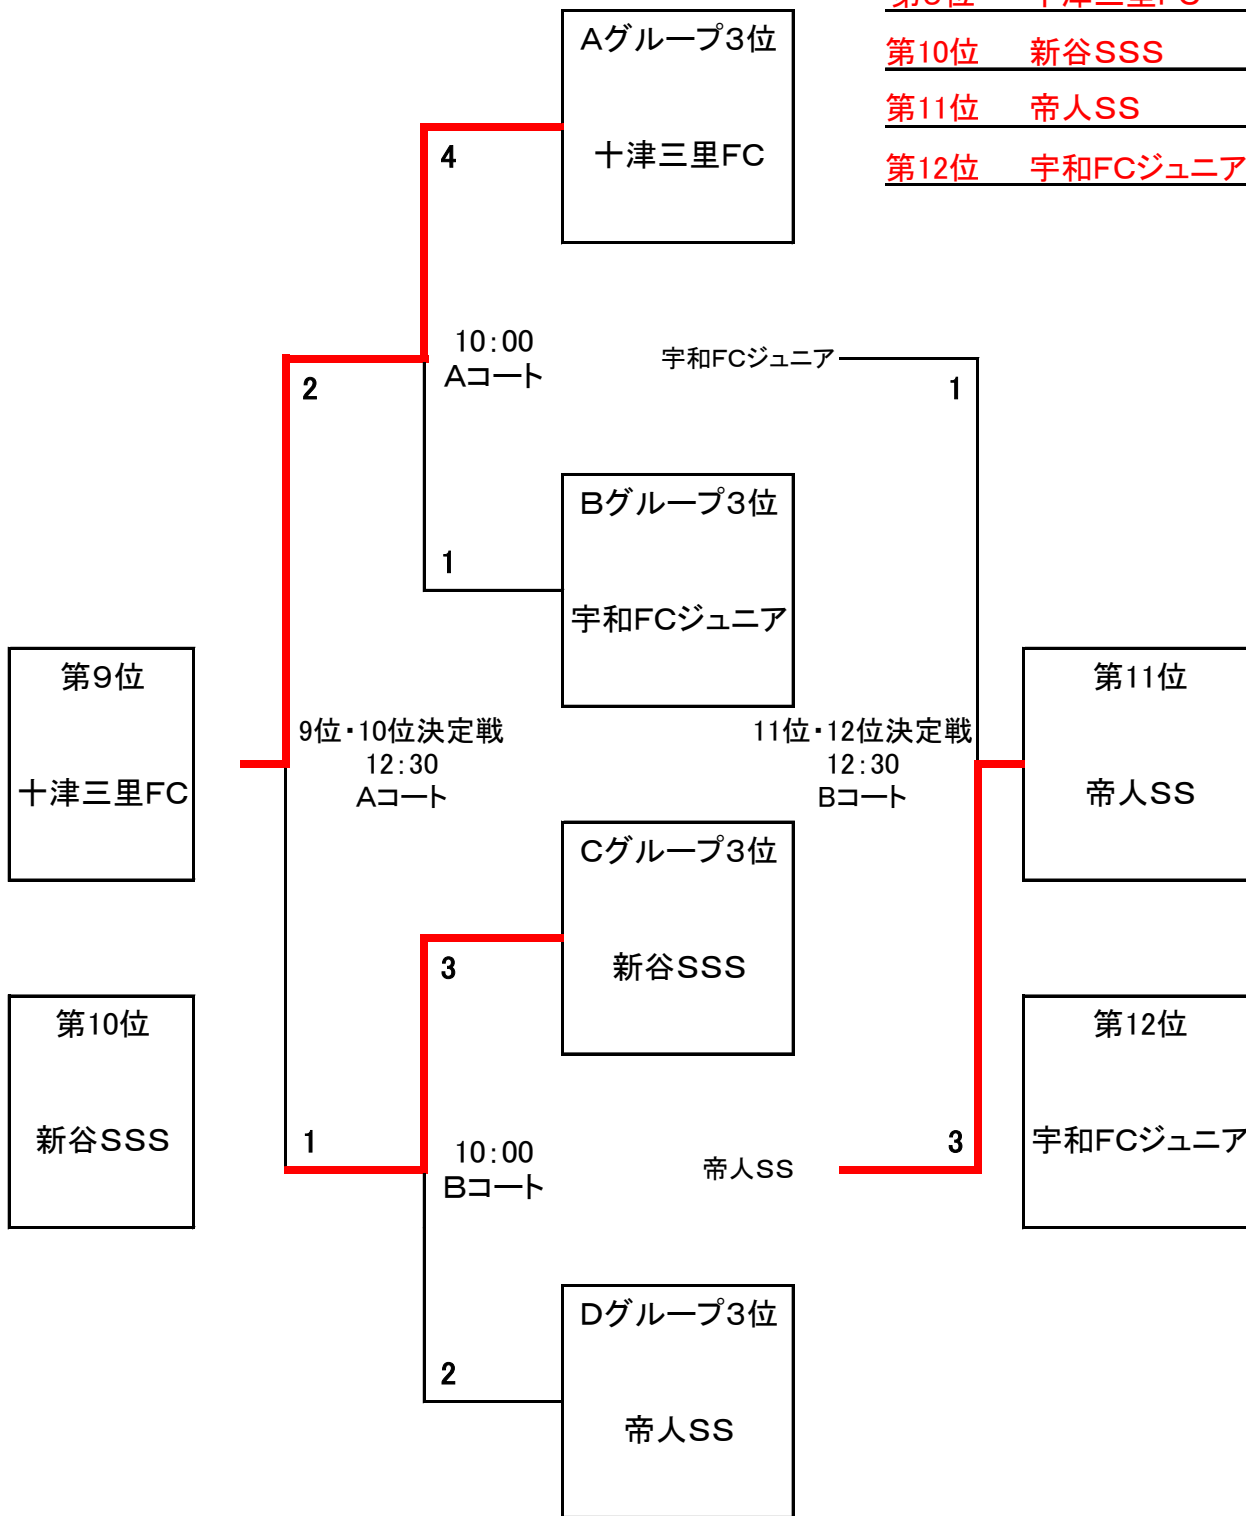 Aグループ3位
十津三里FC
第10位 新谷SSS
第11位 帝人SS
第12位 宇和FCジュニア
4
10:00
Aコート
宇和FCジュニア
2
1
Bグループ3位
1
宇和FCジュニア
第9位
十津三里FC
9位・10位決定戦
12:30
Aコート
11位・12位決定戦
12:30
Bコート
第11位
帝人SS
Cグループ3位
3
新谷SSS
第10位
新谷SSS
第12位
宇和FCジュニア
1
10:00
Bコート
帝人SS
3
Dグループ3位
2
帝人SS